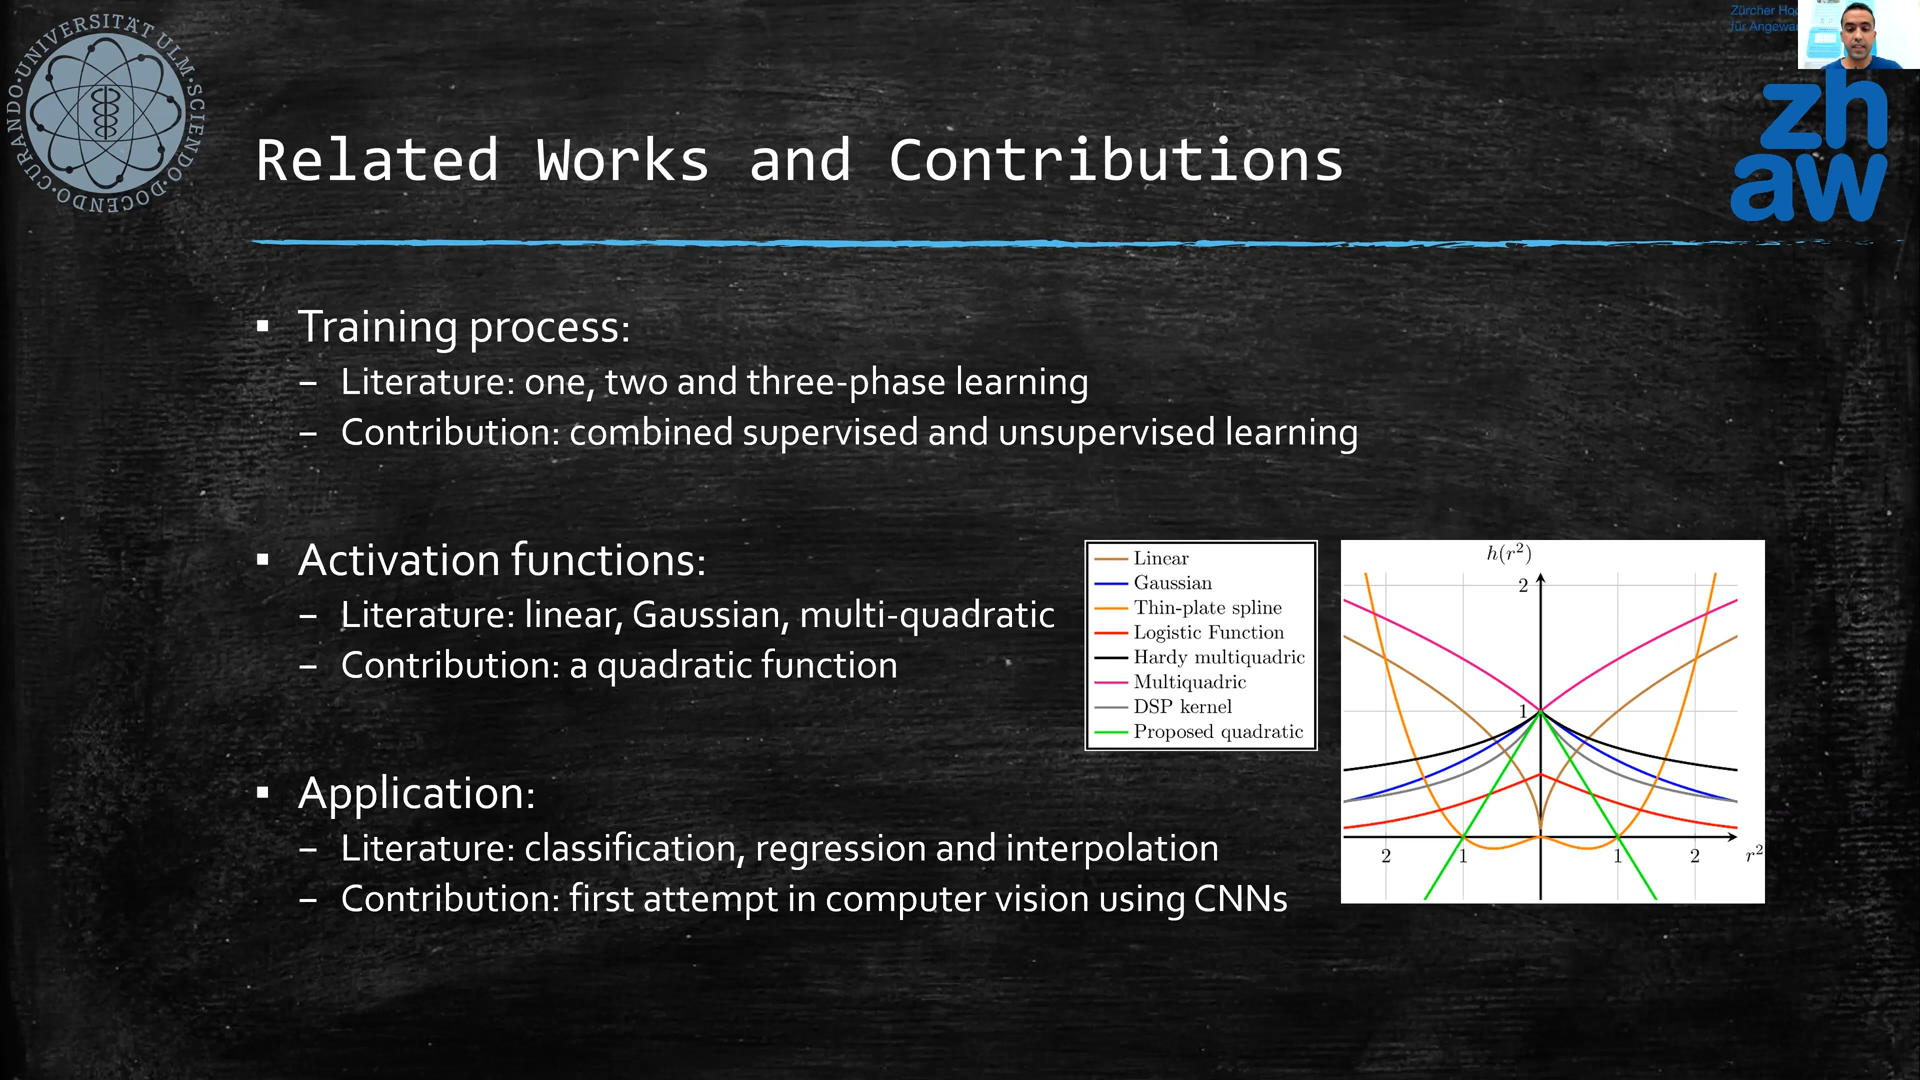 ·UNIVERSITÄT ULM·SCIENDO·DOCENDO·CURANDO
Zürcher Ho
für Angewa
zh
aw
Related Works and Contributions
▪ Training process:
– Literature: one, two and three-phase learning
– Contribution: combined supervised and unsupervised learning
▪ Activation functions:
– Literature: linear, Gaussian, multi-quadratic
– Contribution: a quadratic function
Linear
Gaussian
Thin-plate spline
Logistic Function
Hardy multiquadric
Multiquadric
DSP kernel
Proposed quadratic
h(r²)
2
1
2 1 1 2 r²
▪ Application:
– Literature: classification, regression and interpolation
– Contribution: first attempt in computer vision using CNNs